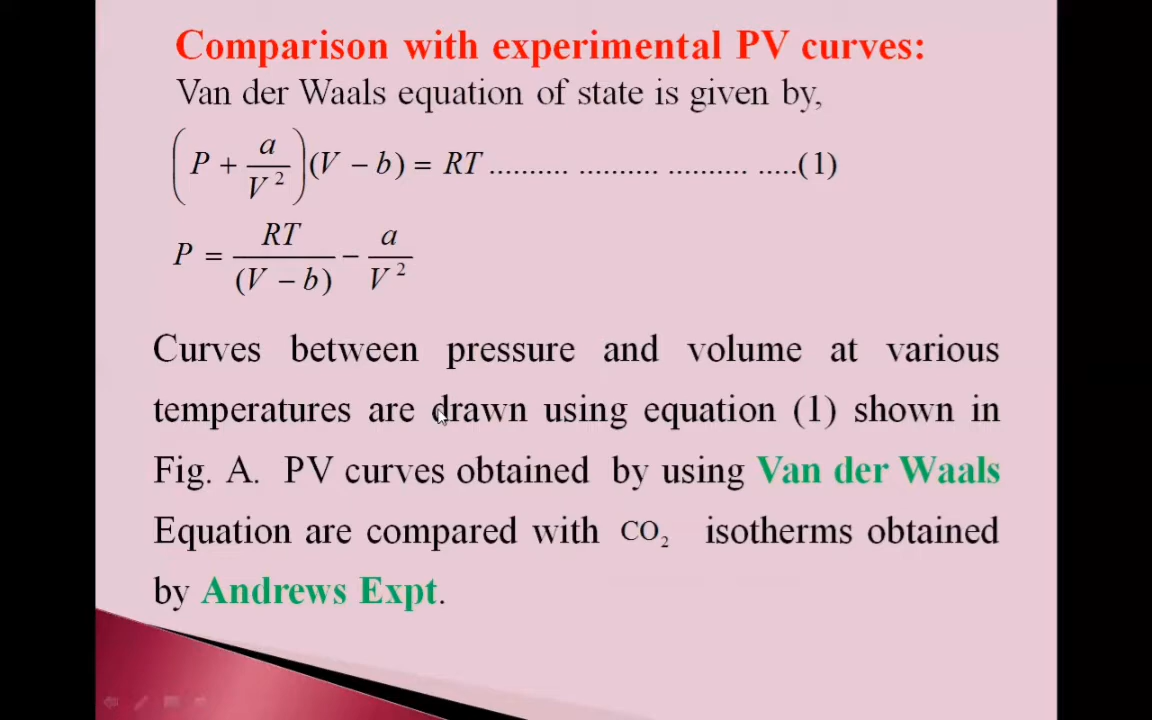 Comparison with experimental PV curves:
Van der Waals equation of state is given by,
(P + a/V²)(V − b) = RT .......... .......... .......... .....(1)
P = RT/(V − b) − a/V²
Curves between pressure and volume at various
temperatures are drawn using equation (1) shown in
Fig. A. PV curves obtained by using Van der Waals
Equation are compared with CO₂ isotherms obtained
by Andrews Expt.